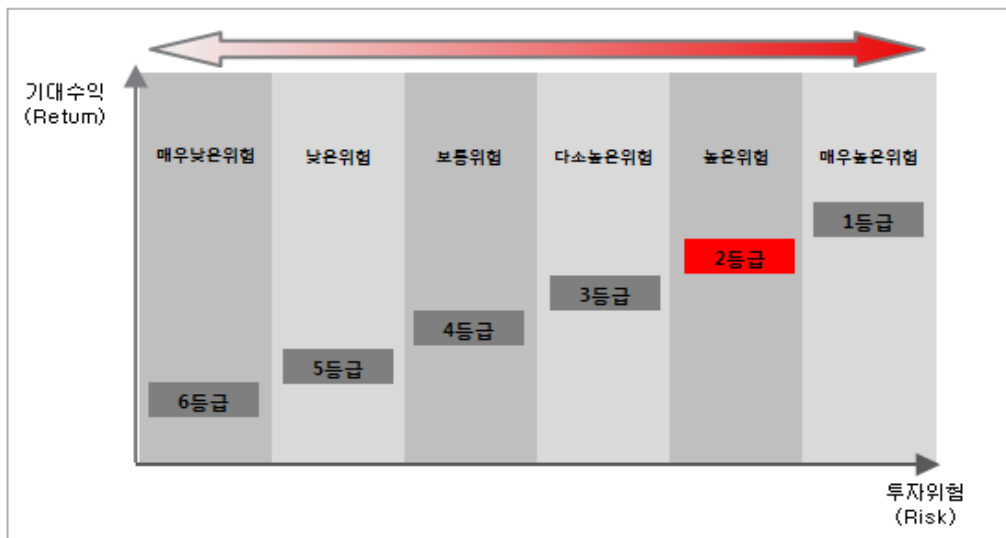 기대수익
(Return)
매우낮은위험
낮은위험
보통위험
다소높은위험
높은위험
매우높은위험
1등급
2등급
3등급
4등급
5등급
6등급
투자위험
(Risk)